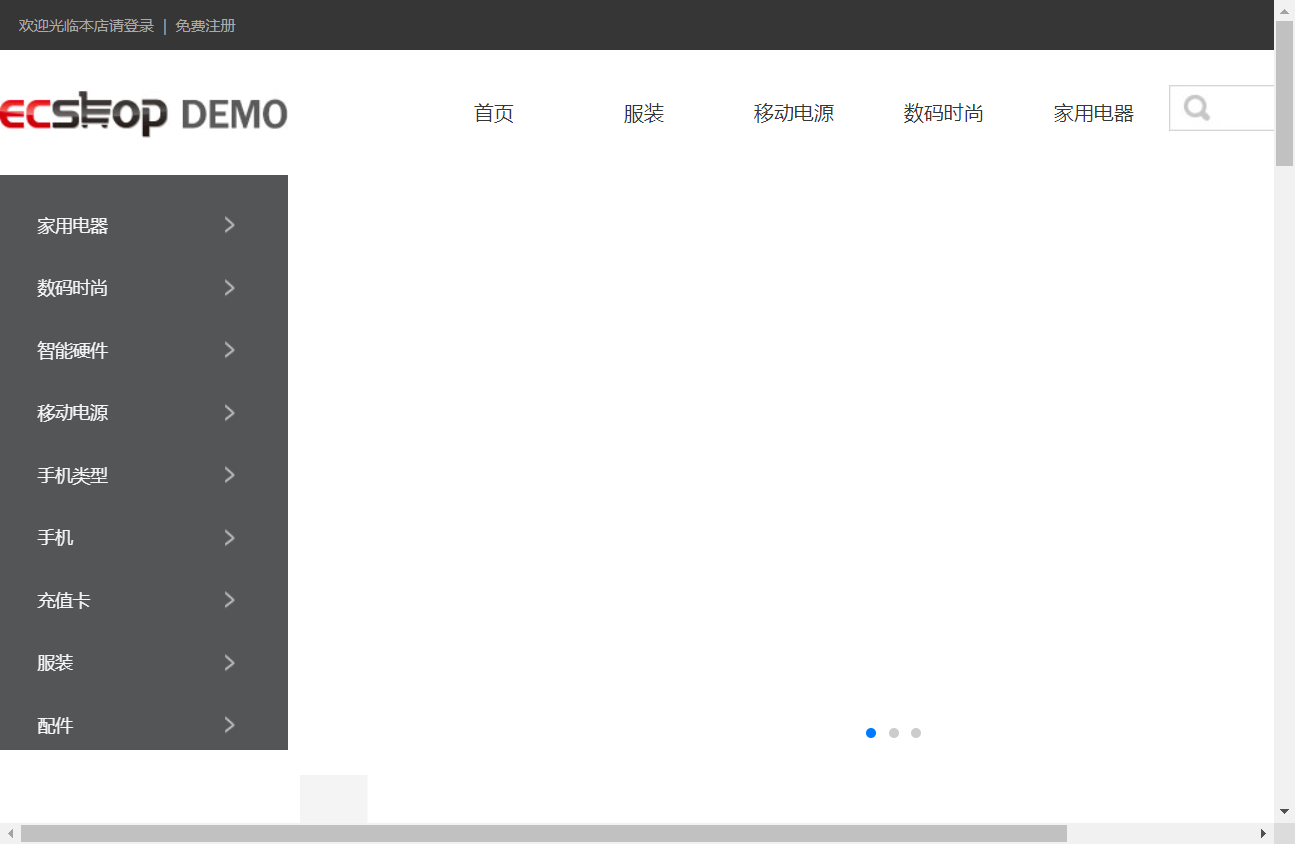 欢迎光临本店请登录 | 免费注册
ecshop DEMO
首页 服装 移动电源 数码时尚 家用电器
家用电器
数码时尚
智能硬件
移动电源
手机类型
手机
充值卡
服装
配件